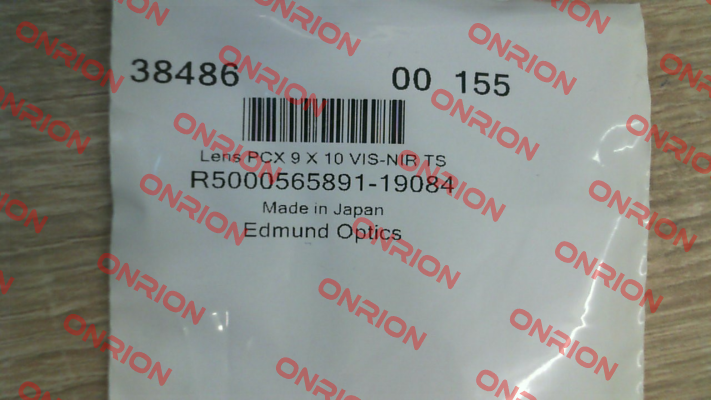 38486 00 155
Lens PCX 9 X 10 VIS-NIR TS
R5000565891-19084
Made in Japan
Edmund Optics
ONRION